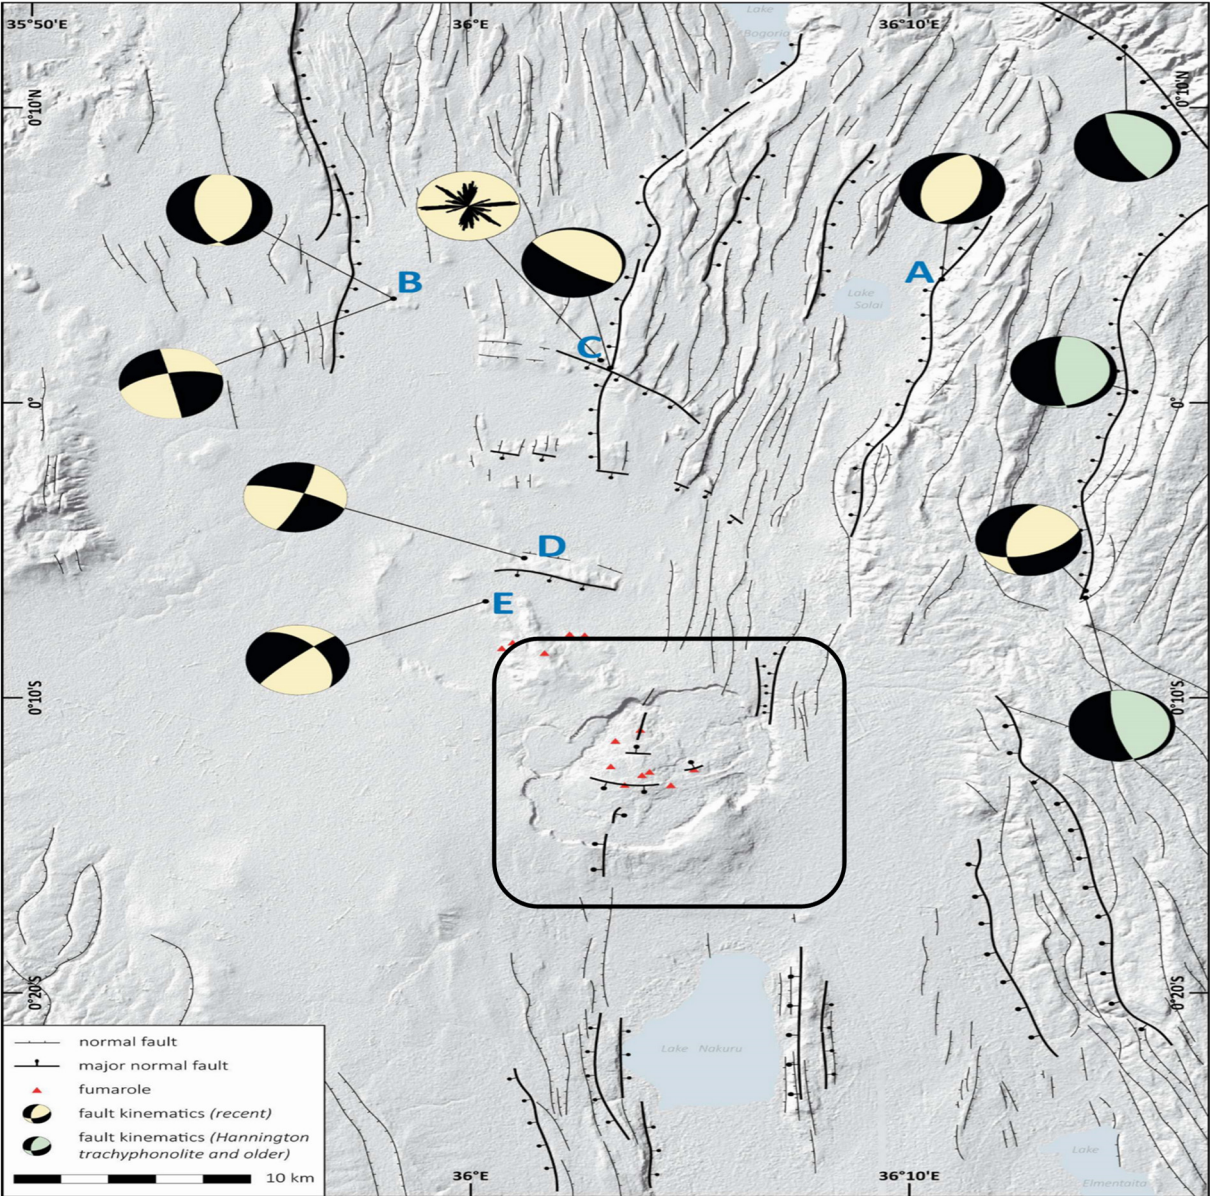 35°50'E
36°E
36°10'E
Lake
Bogoria
0°10'N
0°10'N
B
A
Lake
Solai
C
0°
0°
D
E
0°10'S
0°10'S
0°20'S
0°20'S
Lake Nakuru
normal fault
major normal fault
fumarole
fault kinematics (recent)
fault kinematics (Hannington
trachyphonolite and older)
10 km
36°E
36°10'E
Lake
Elmentaita